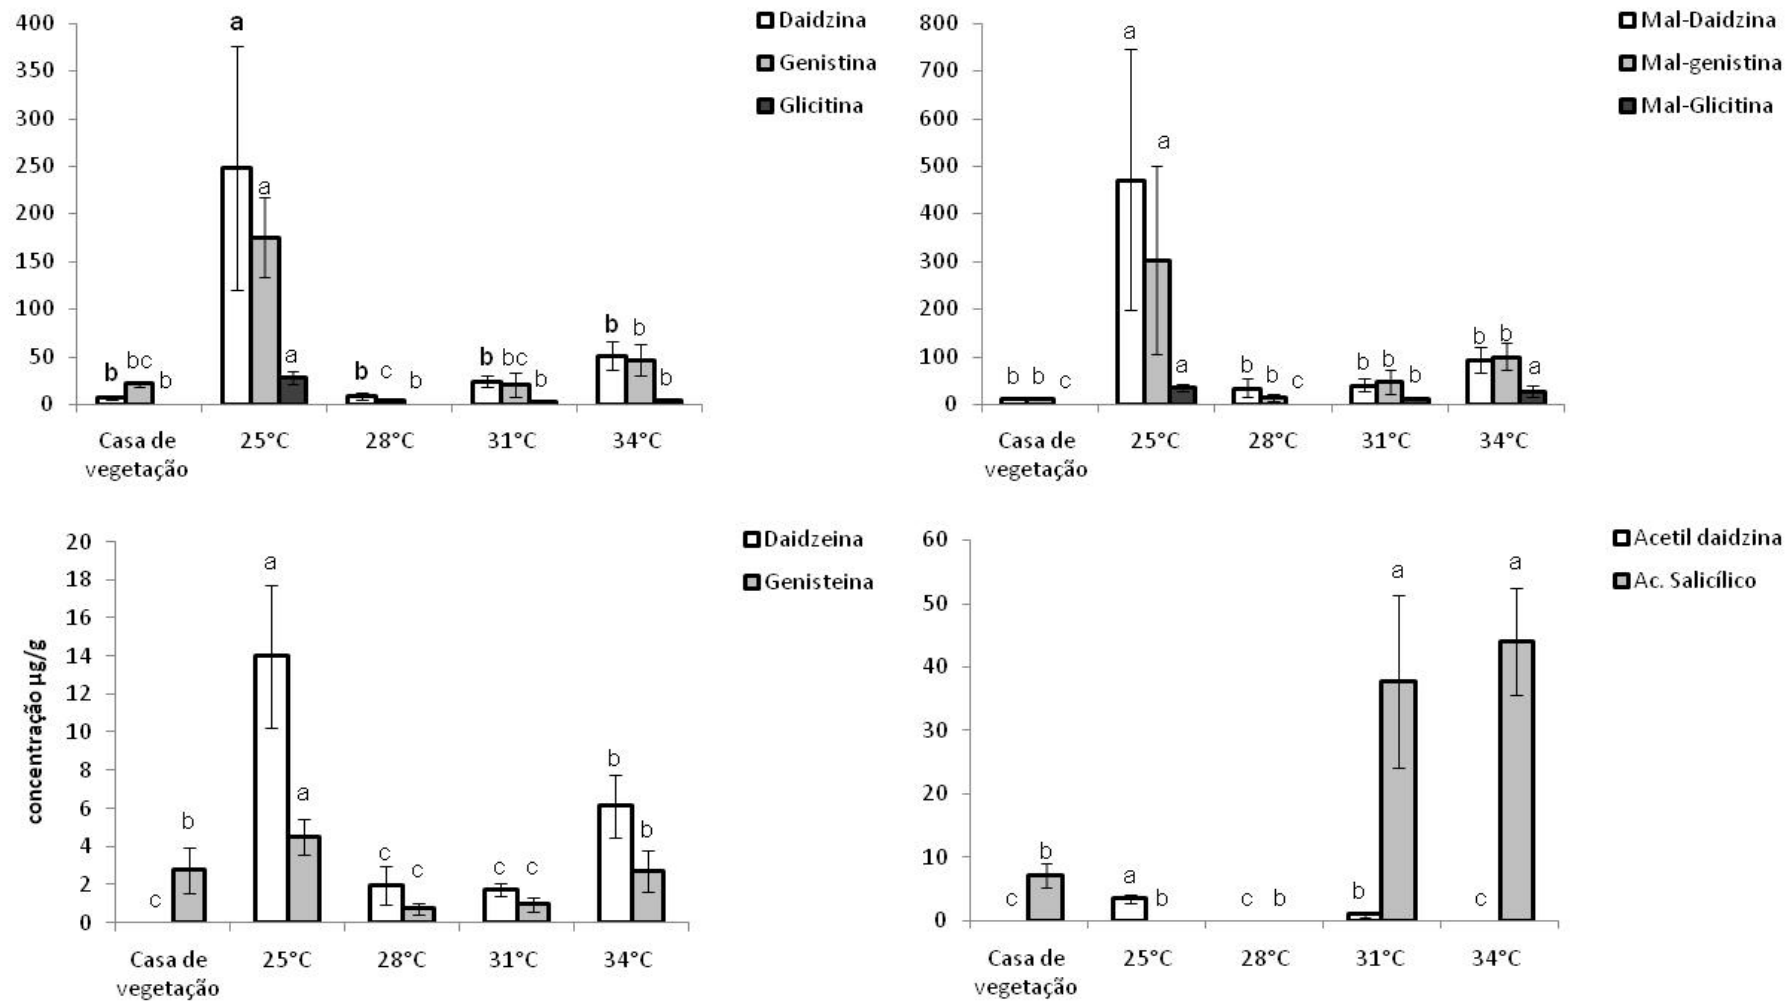 400
350
300
250
200
150
100
50
0
a
a
a
b
bc
b
b
c
b
b
bc
b
b
b
b
Casa de
vegetação
25°C
28°C
31°C
34°C
Daidzina
Genistina
Glicitina
800
700
600
500
400
300
200
100
0
a
a
a
b
b
c
b
b
c
b
b
b
b
b
a
Casa de
vegetação
25°C
28°C
31°C
34°C
Mal-Daidzina
Mal-genistina
Mal-Glicitina
concentração µg/g
20
18
16
14
12
10
8
6
4
2
0
c
b
a
a
c
c
c
c
b
b
Casa de
vegetação
25°C
28°C
31°C
34°C
Daidzeina
Genisteina
60
50
40
30
20
10
0
c
b
a
b
c
b
b
a
c
a
Casa de
vegetação
25°C
28°C
31°C
34°C
Acetil daidzina
Ac. Salicílico